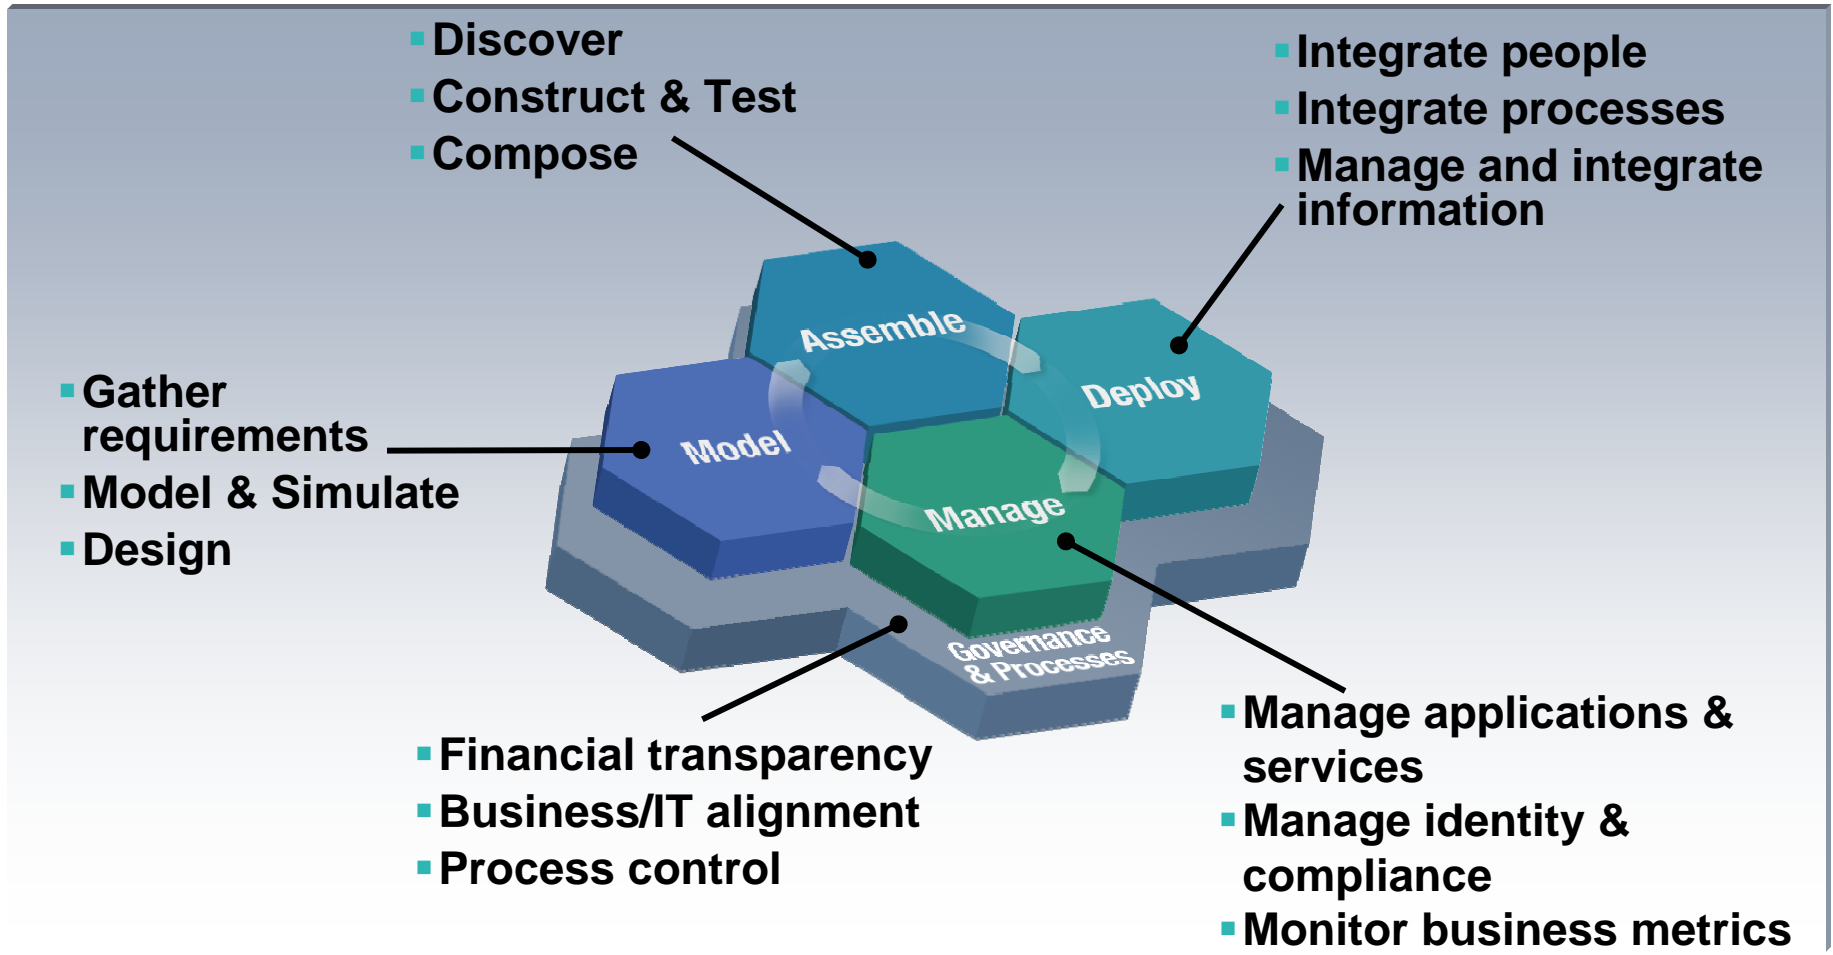 Discover
Construct & Test
Compose
Integrate people
Integrate processes
Manage and integrate
information
Assemble
Deploy
Gather
requirements
Model & Simulate
Design
Model
Manage
Governance
& Processes
Financial transparency
Business/IT alignment
Process control
Manage applications &
services
Manage identity &
compliance
Monitor business metrics